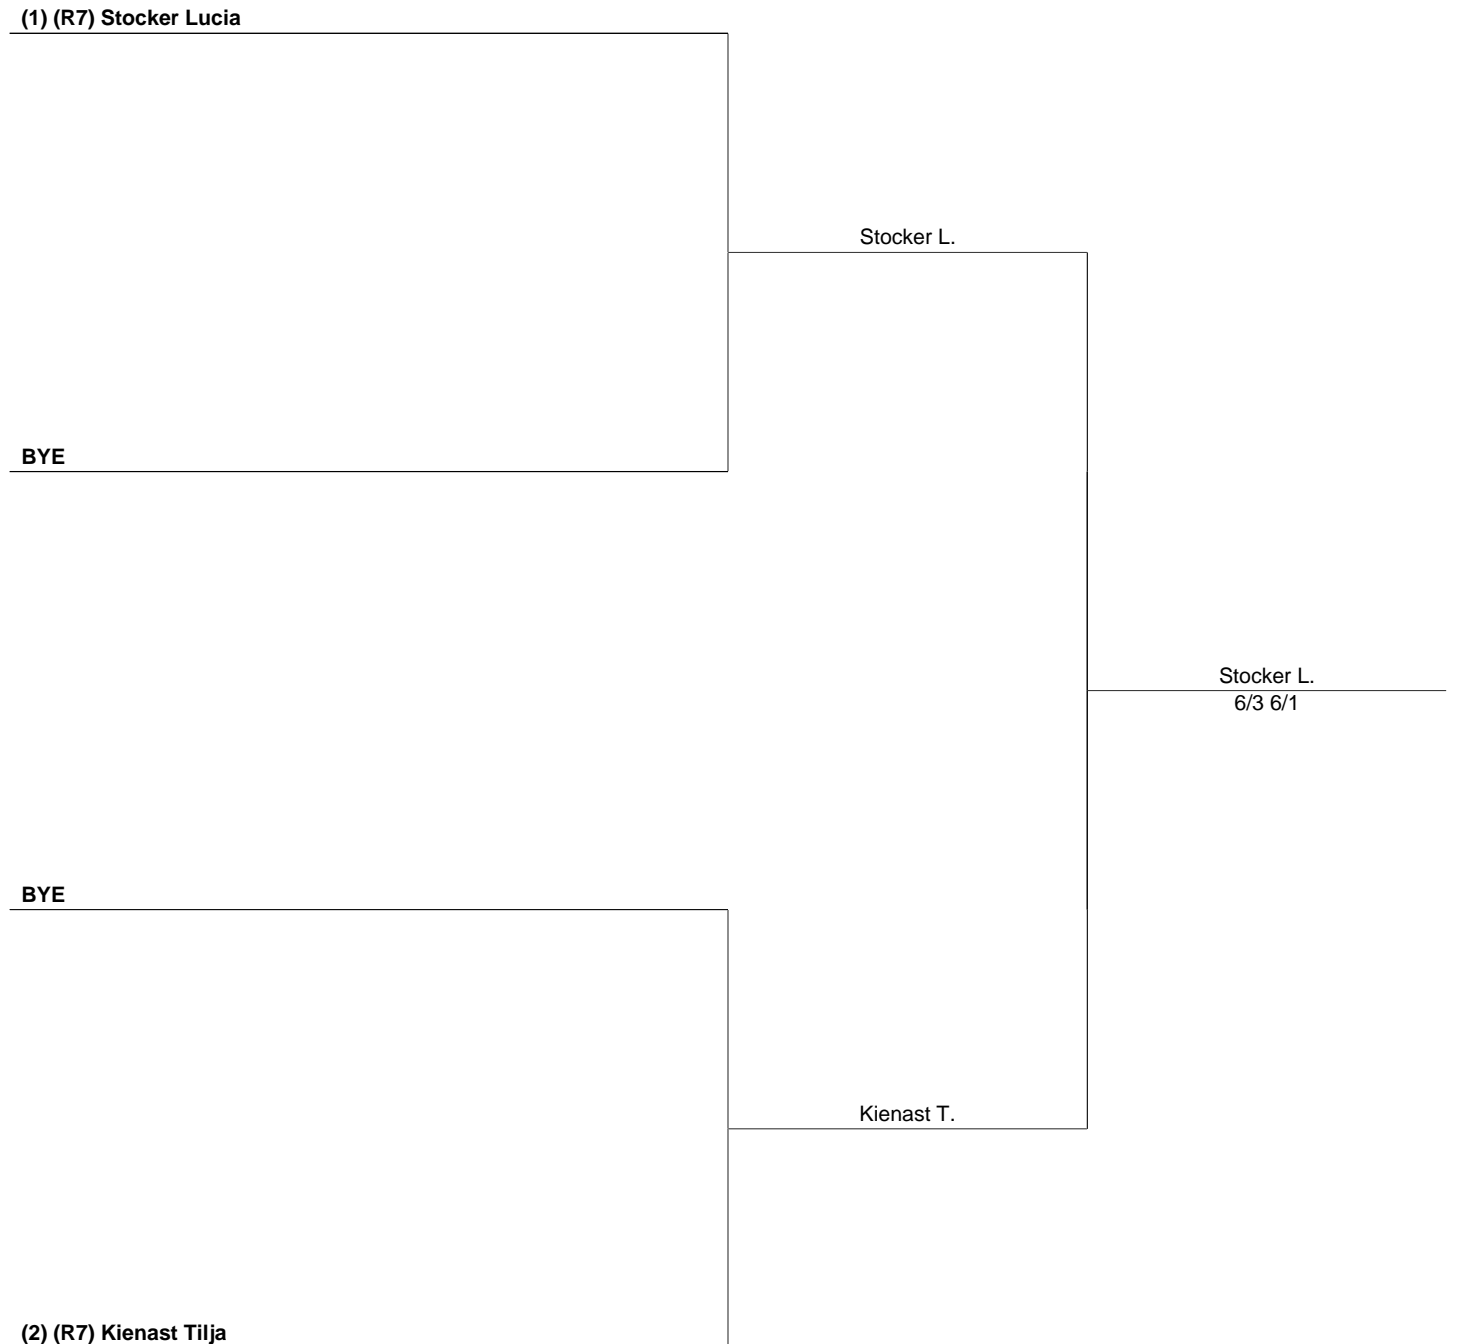 (1) (R7) Stocker Lucia
Stocker L.
BYE
Stocker L.
6/3 6/1
BYE
Kienast T.
(2) (R7) Kienast Tilja